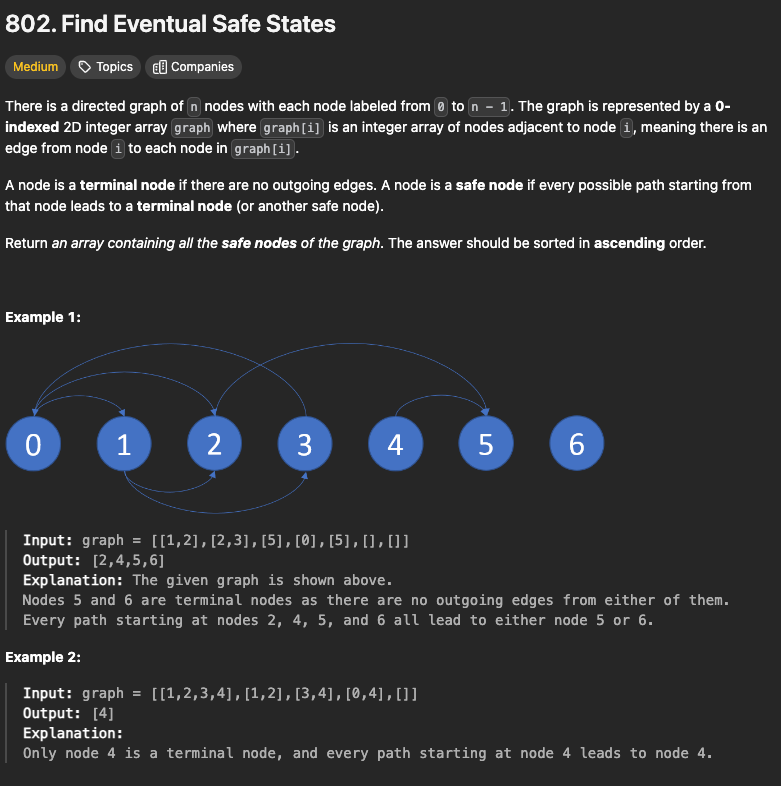 802. Find Eventual Safe States
Medium Topics Companies
There is a directed graph of n nodes with each node labeled from 0 to n - 1. The graph is represented by a 0-
indexed 2D integer array graph where graph[i] is an integer array of nodes adjacent to node i, meaning there is an
edge from node i to each node in graph[i].
A node is a terminal node if there are no outgoing edges. A node is a safe node if every possible path starting from
that node leads to a terminal node (or another safe node).
Return an array containing all the safe nodes of the graph. The answer should be sorted in ascending order.
Example 1:
0 1 2 3 4 5 6
Input: graph = [[1,2],[2,3],[5],[0],[5],[],[]]
Output: [2,4,5,6]
Explanation: The given graph is shown above.
Nodes 5 and 6 are terminal nodes as there are no outgoing edges from either of them.
Every path starting at nodes 2, 4, 5, and 6 all lead to either node 5 or 6.
Example 2:
Input: graph = [[1,2,3,4],[1,2],[3,4],[0,4],[]]
Output: [4]
Explanation:
Only node 4 is a terminal node, and every path starting at node 4 leads to node 4.